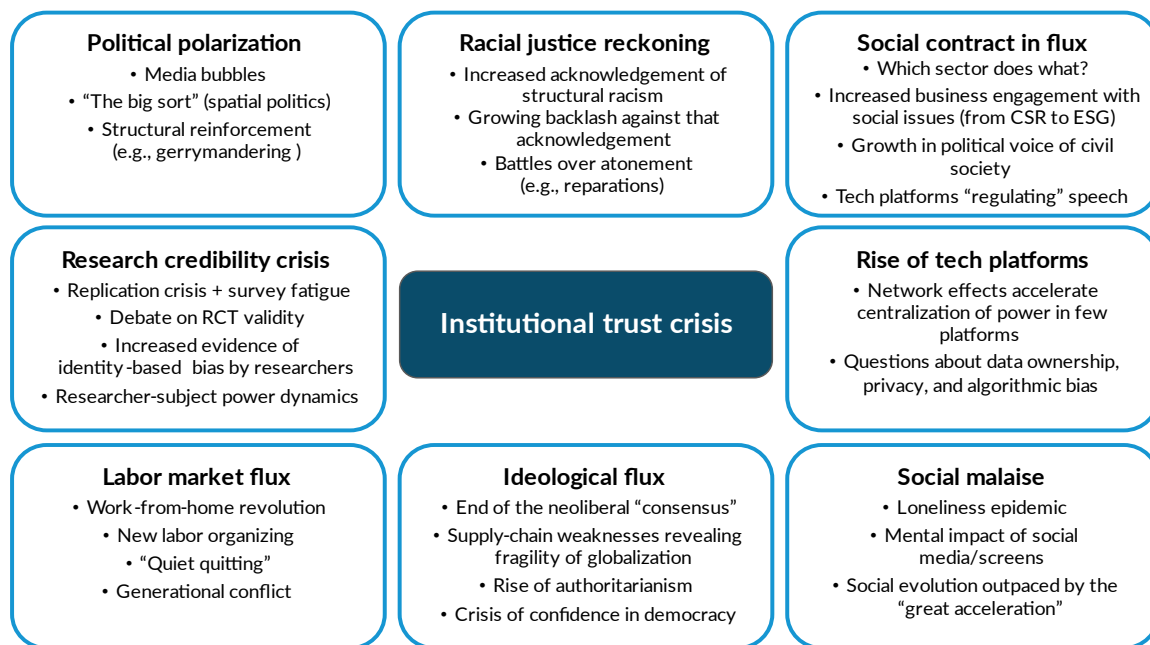 Political polarization
• Media bubbles
• “The big sort” (spatial politics)
• Structural reinforcement
(e.g., gerrymandering )
Racial justice reckoning
• Increased acknowledgement of
structural racism
• Growing backlash against that
acknowledgement
• Battles over atonement
(e.g., reparations)
Social contract in flux
• Which sector does what?
• Increased business engagement with
social issues (from CSR to ESG)
• Growth in political voice of civil
society
• Tech platforms “regulating” speech
Research credibility crisis
• Replication crisis + survey fatigue
• Debate on RCT validity
• Increased evidence of
identity-based bias by researchers
• Researcher-subject power dynamics
Institutional trust crisis
Rise of tech platforms
• Network effects accelerate
centralization of power in few
platforms
• Questions about data ownership,
privacy, and algorithmic bias
Labor market flux
• Work-from-home revolution
• New labor organizing
• “Quiet quitting”
• Generational conflict
Ideological flux
• End of the neoliberal “consensus”
• Supply-chain weaknesses revealing
fragility of globalization
• Rise of authoritarianism
• Crisis of confidence in democracy
Social malaise
• Loneliness epidemic
• Mental impact of social
media/screens
• Social evolution outpaced by the
“great acceleration”